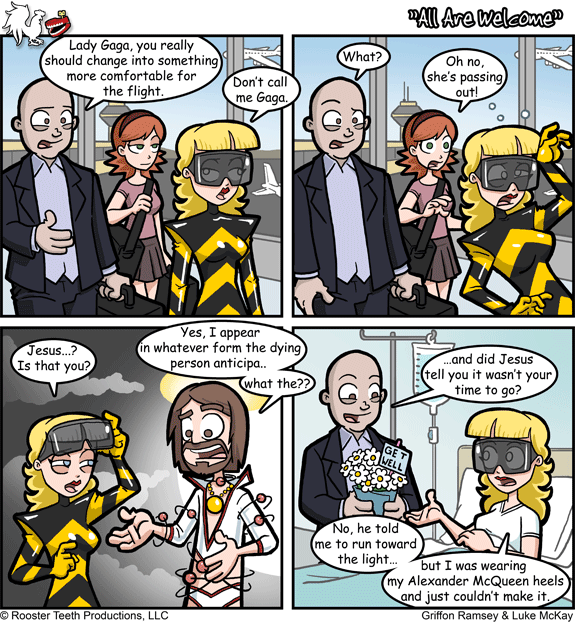 "All Are Welcome"
Lady Gaga, you really
should change into something
more comfortable for
the flight.
Don't call
me Gaga.
What?
Oh no,
she's passing
out!
Jesus...?
Is that you?
Yes, I appear
in whatever form the dying
person anticipa..
what the??
...and did Jesus
tell you it wasn't your
time to go?
GET
WELL
No, he told
me to run toward
the light...
but I was wearing
my Alexander McQueen heels
and just couldn't make it.
© Rooster Teeth Productions, LLC
Griffon Ramsey & Luke McKay